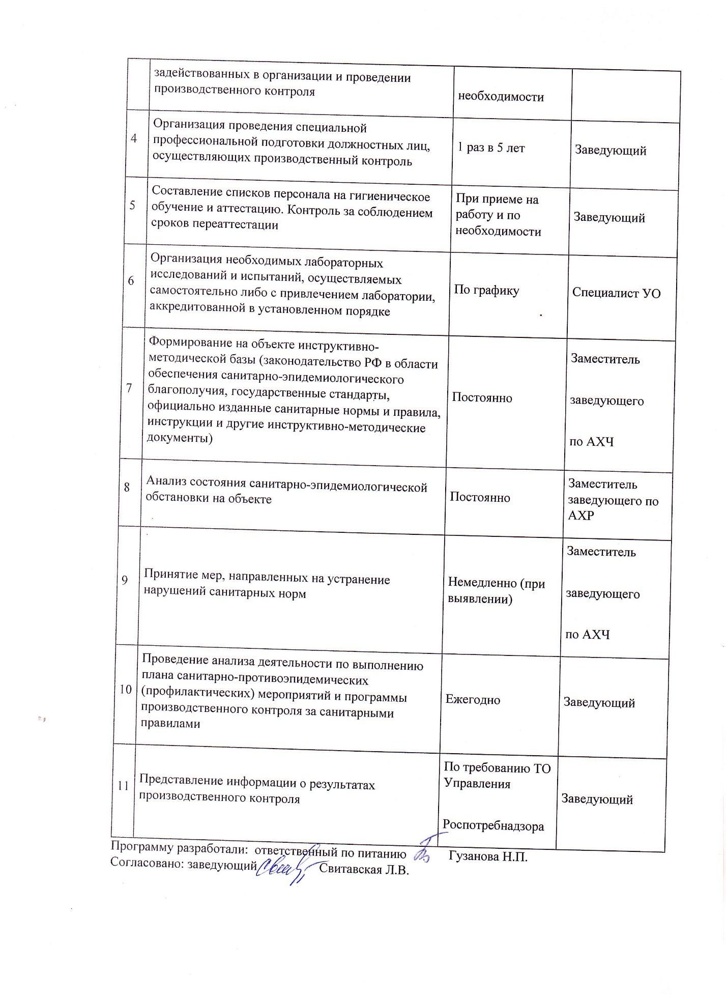 задействованных в организации и проведении
производственного контроля
необходимости
4
Организация проведения специальной
профессиональной подготовки должностных лиц,
осуществляющих производственный контроль
1 раз в 5 лет
Заведующий
5
Составление списков персонала на гигиеническое
обучение и аттестацию. Контроль за соблюдением
сроков переаттестации
При приеме на
работу и по
необходимости
Заведующий
6
Организация необходимых лабораторных
исследований и испытаний, осуществляемых
самостоятельно либо с привлечением лаборатории,
аккредитованной в установленном порядке
По графику
Специалист УО
7
Формирование на объекте инструктивно-
методической базы (законодательство РФ в области
обеспечения санитарно-эпидемиологического
благополучия, государственные стандарты,
официально изданные санитарные нормы и правила,
инструкции и другие инструктивно-методические
документы)
Постоянно
Заместитель
заведующего
по АХЧ
8
Анализ состояния санитарно-эпидемиологической
обстановки на объекте
Постоянно
Заместитель
заведующего по
АХР
9
Принятие мер, направленных на устранение
нарушений санитарных норм
Немедленно (при
выявлении)
Заместитель
заведующего
по АХЧ
10
Проведение анализа деятельности по выполнению
плана санитарно-противоэпидемических
(профилактических) мероприятий и программы
производственного контроля за санитарными
правилами
Ежегодно
Заведующий
11
Представление информации о результатах
производственного контроля
По требованию ТО
Управления
Роспотребнадзора
Заведующий
Программу разработали: ответственный по питанию Гузанова Н.П.
Согласовано: заведующий Свитавская Л.В.